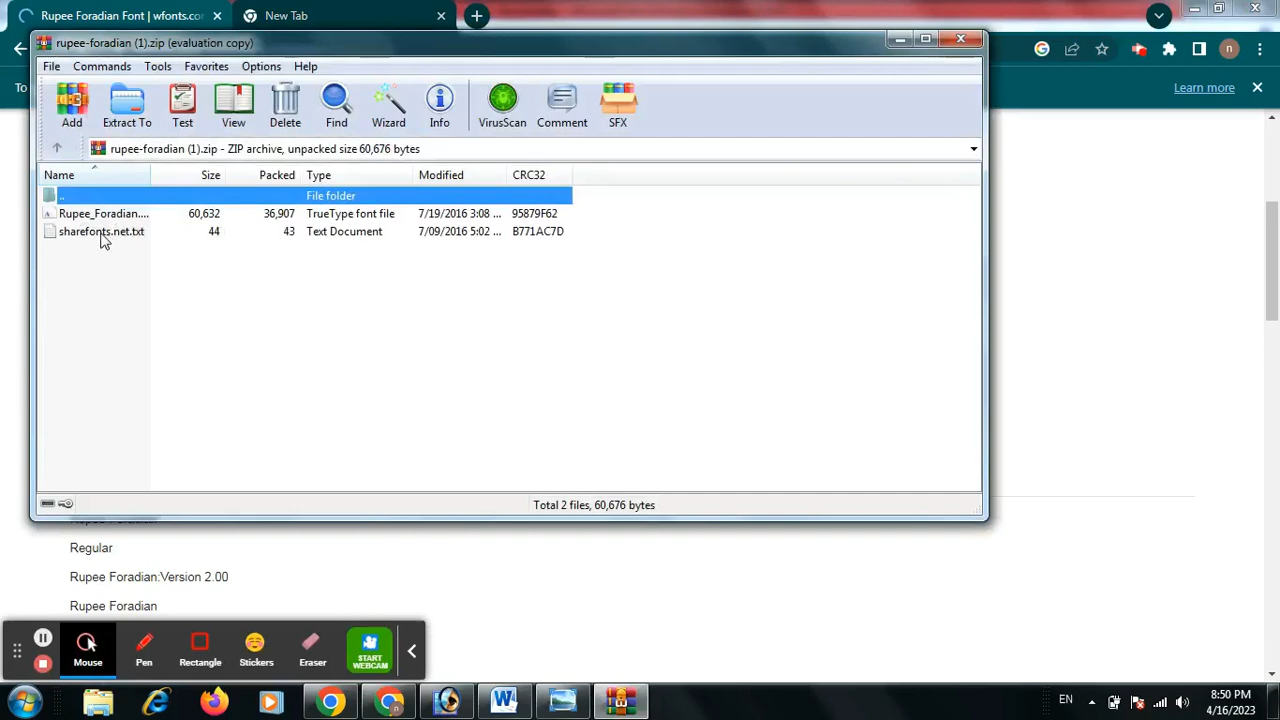 Rupee Foradian Font | wfonts.co
New Tab
rupee-foradian (1).zip (evaluation copy)
File Commands Tools Favorites Options Help
To
Learn more
Add Extract To Test View Delete Find Wizard Info VirusScan Comment SFX
rupee-foradian (1).zip - ZIP archive, unpacked size 60,676 bytes
Name Size Packed Type Modified CRC32
.. File folder
Rupee_Foradian.... 60,632 36,907 TrueType font file 7/19/2016 3:08 ... 95879F62
sharefonts.net.txt 44 43 Text Document 7/09/2016 5:02 ... B771AC7D
Total 2 files, 60,676 bytes
Rupee Foradian
Regular
Rupee Foradian:Version 2.00
Rupee Foradian
Mouse Pen Rectangle Stickers Eraser START WEBCAM
EN
8:50 PM
4/16/2023